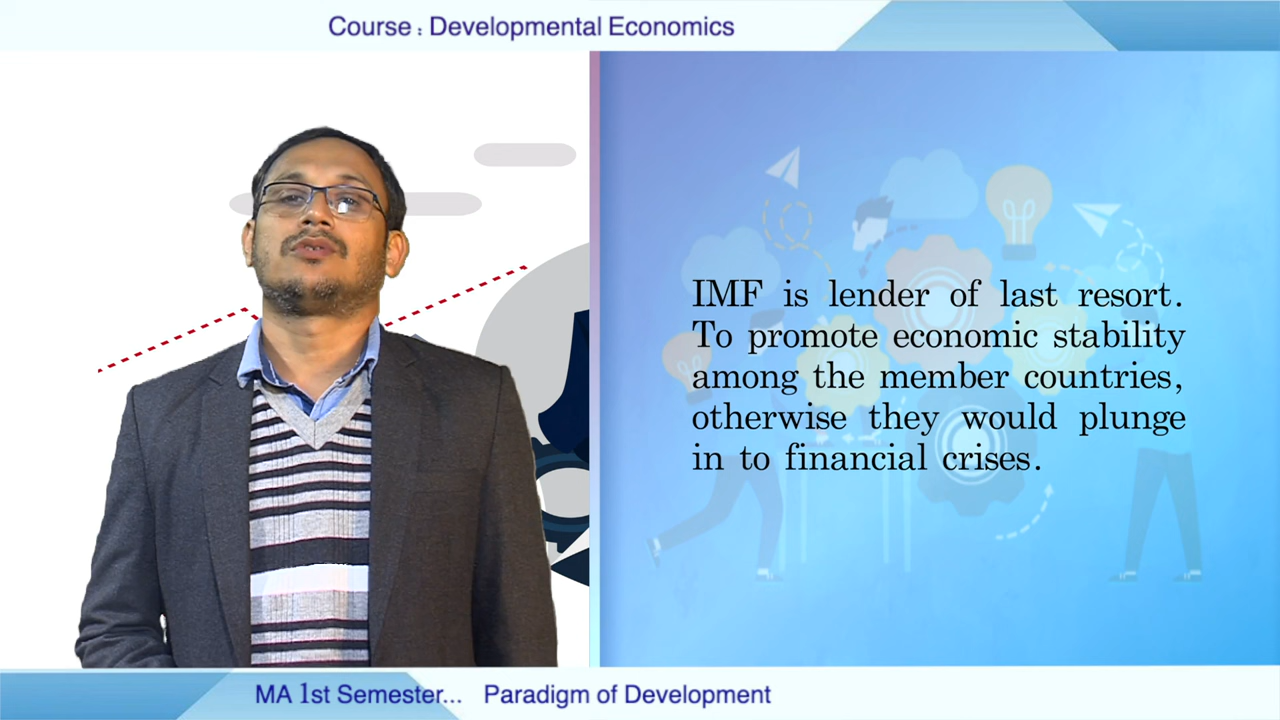 Course : Developmental Economics
IMF is lender of last resort.
To promote economic stability
among the member countries,
otherwise they would plunge
in to financial crises.
MA 1st Semester... Paradigm of Development